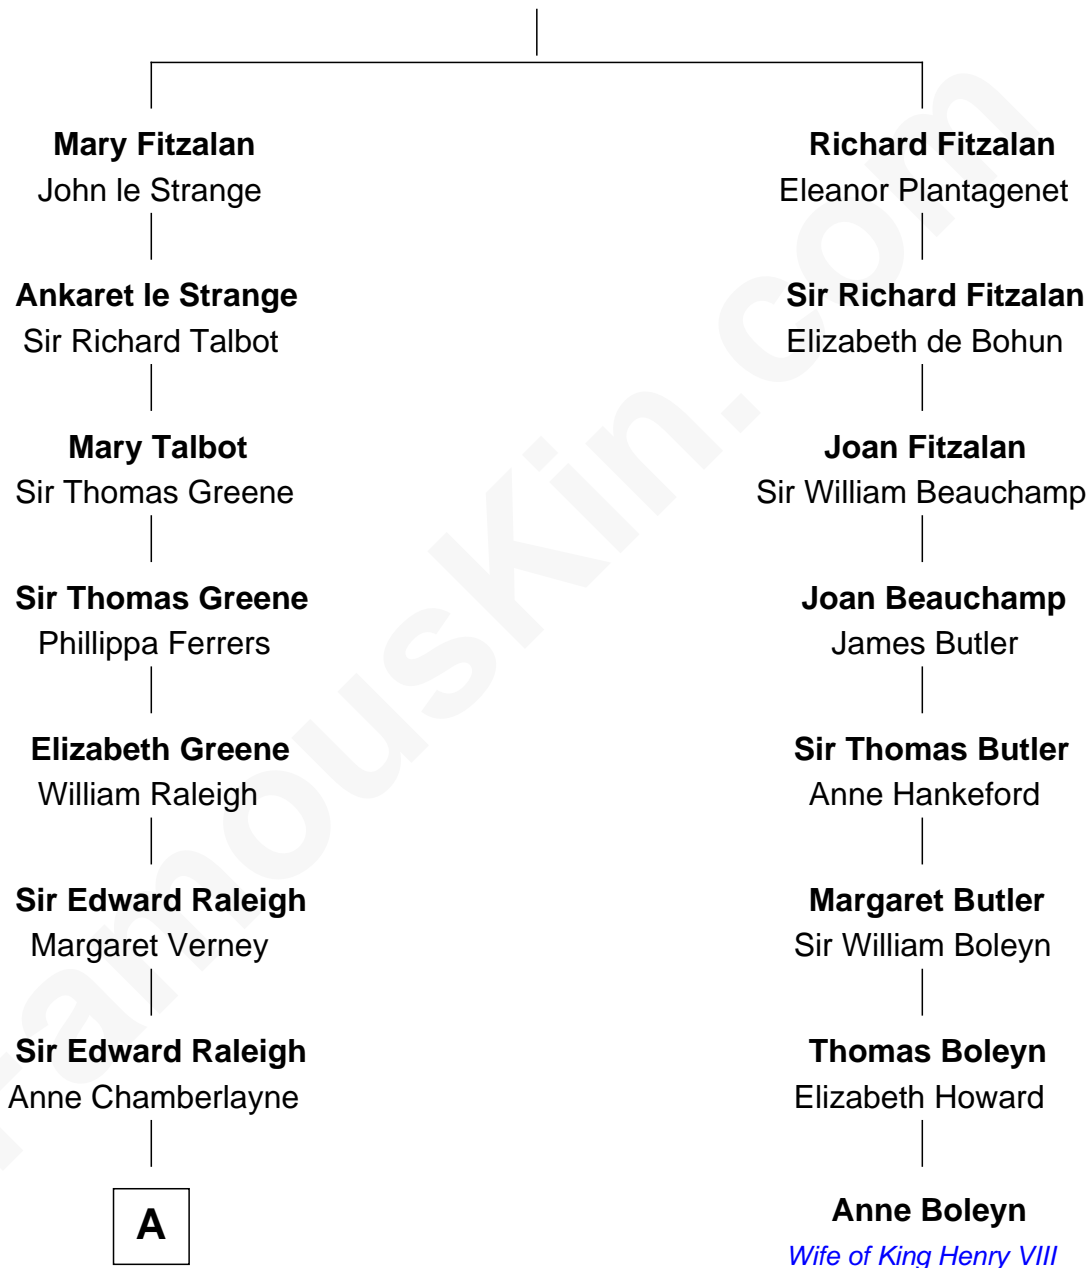 Mary Fitzalan
John le Strange
Ankaret le Strange
Sir Richard Talbot
Mary Talbot
Sir Thomas Greene
Sir Thomas Greene
Phillippa Ferrers
Elizabeth Greene
William Raleigh
Sir Edward Raleigh
Margaret Verney
Sir Edward Raleigh
Anne Chamberlayne
A
Richard Fitzalan
Eleanor Plantagenet
Sir Richard Fitzalan
Elizabeth de Bohun
Joan Fitzalan
Sir William Beauchamp
Joan Beauchamp
James Butler
Sir Thomas Butler
Anne Hankeford
Margaret Butler
Sir William Boleyn
Thomas Boleyn
Elizabeth Howard
Anne Boleyn
Wife of King Henry VIII
FamousKin.com